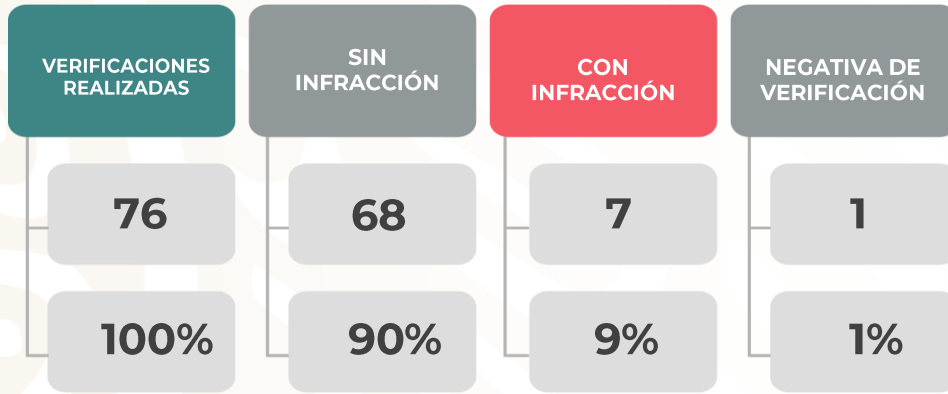 VERIFICACIONES
REALIZADAS
76
100%
SIN
INFRACCIÓN
68
90%
CON
INFRACCIÓN
7
9%
NEGATIVA DE
VERIFICACIÓN
1
1%